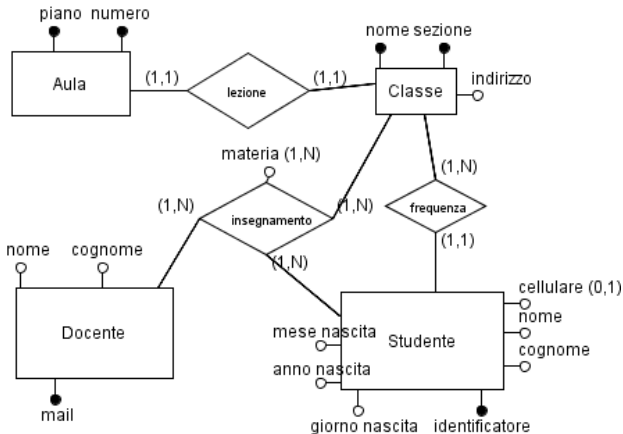 piano numero
nome sezione
(1,1)
(1,1)
Aula
lezione
Classe
indirizzo
materia (1,N)
(1,N)
(1,N)
insegnamento
(1,N)
frequenza
(1,1)
(1,N)
nome
cognome
cellulare (0,1)
nome
Docente
mese nascita
Studente
cognome
anno nascita
mail
giorno nascita
identificatore